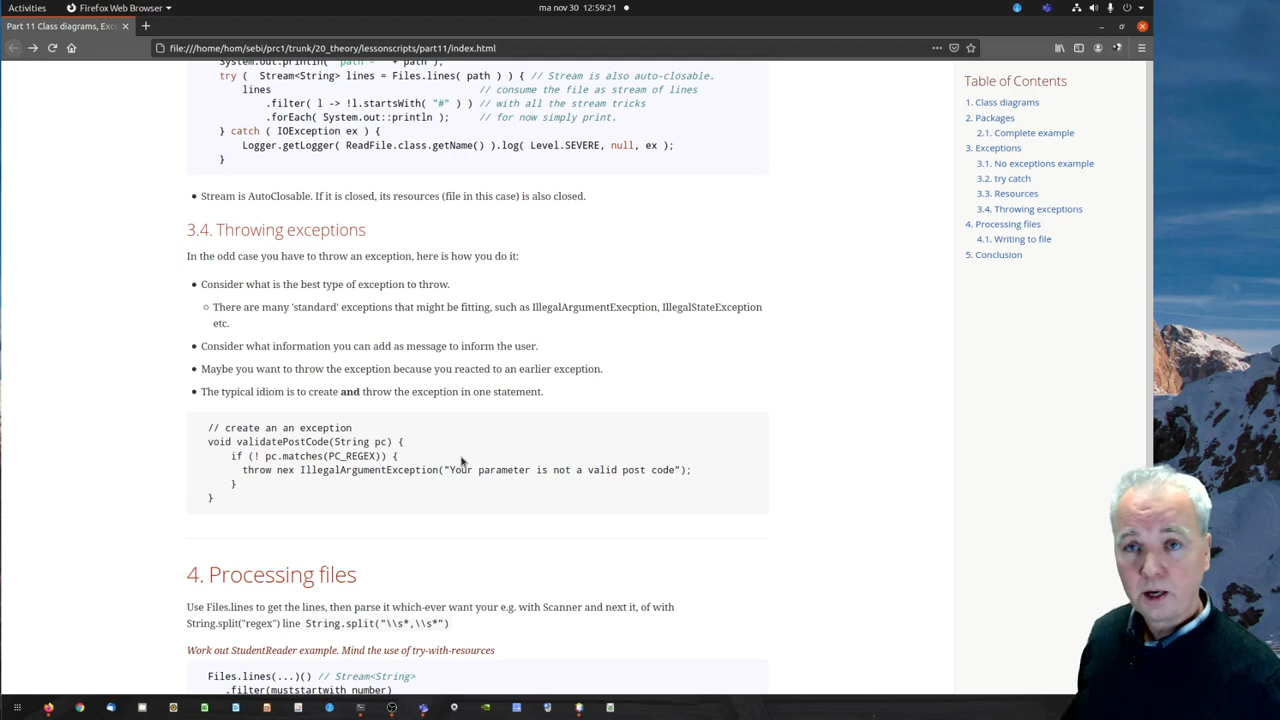 Activities
Firefox Web Browser
ma nov 30 12:59:21
Part 11 Class diagrams, Exc
file:///home/hom/sebi/prc1/trunk/20_theory/lessonscripts/part11/index.html
System.out.println( "path = " + path );
try ( Stream<String> lines = Files.lines( path ) ) { // Stream is also auto-closable.
lines // consume the file as stream of lines
.filter( l -> !l.startsWith( "#" ) ) // with all the stream tricks
.forEach( System.out::println ); // for now simply print.
} catch ( IOException ex ) {
Logger.getLogger( ReadFile.class.getName() ).log( Level.SEVERE, null, ex );
}
• Stream is AutoClosable. If it is closed, its resources (file in this case) is also closed.
3.4. Throwing exceptions
In the odd case you have to throw an exception, here is how you do it:
• Consider what is the best type of exception to throw.
There are many 'standard' exceptions that might be fitting, such as IllegalArgumentExecption, IllegalStateException
etc.
• Consider what information you can add as message to inform the user.
• Maybe you want to throw the exception because you reacted to an earlier exception.
• The typical idiom is to create and throw the exception in one statement.
// create an an exception
void validatePostCode(String pc) {
if (! pc.matches(PC_REGEX)) {
throw nex IllegalArgumentException("Your parameter is not a valid post code");
}
}
4. Processing files
Use Files.lines to get the lines, then parse it which-ever want your e.g. with Scanner and next it, of with
String.split("regex") line String.split("\\s*,\\s*")
Work out StudentReader example. Mind the use of try-with-resources
Files.lines(...)() // Stream<String>
.filter(muststartwith number)
Table of Contents
1. Class diagrams
2. Packages
2.1. Complete example
3. Exceptions
3.1. No exceptions example
3.2. try catch
3.3. Resources
3.4. Throwing exceptions
4. Processing files
4.1. Writing to file
5. Conclusion